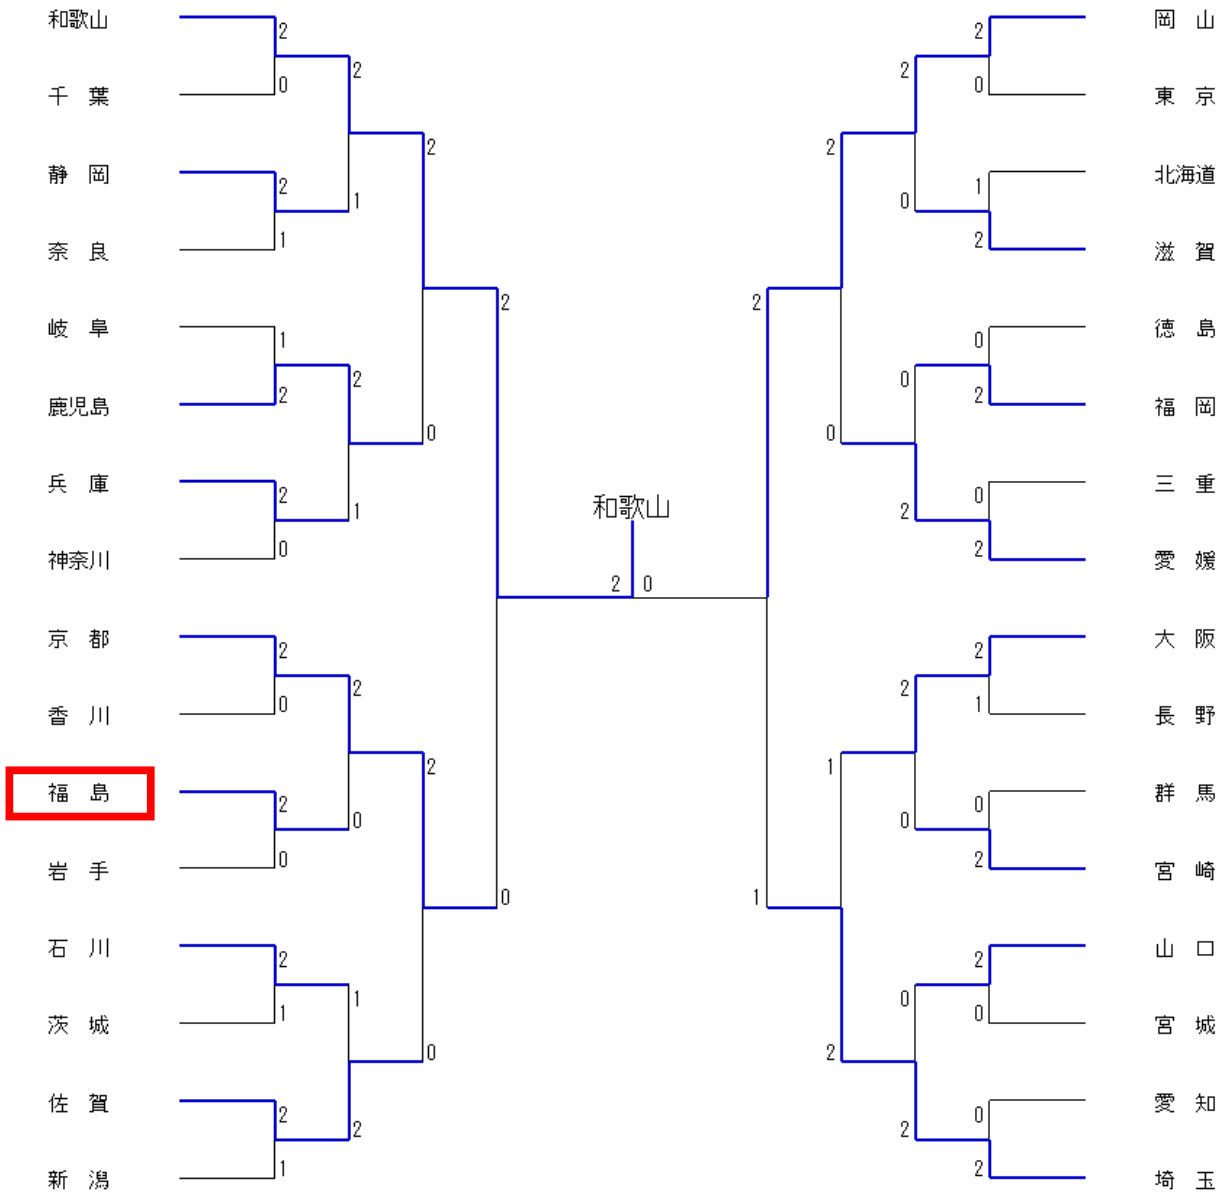 和歌山
2
0
千 葉
2
静 岡
2
1
奈 良
1
2
岐 阜
1
2
鹿児島
2
兵 庫
2
0
神奈川
1
0
京 都
2
0
香 川
2
福 島
2
0
岩 手
0
2
石 川
2
1
茨 城
1
佐 賀
2
1
新 潟
2
0
2
0
和歌山
2 0
岡 山
2
0
東 京
2
北海道
1
2
滋 賀
0
2
徳 島
0
2
福 岡
0
三 重
0
2
愛 媛
2
0
大 阪
2
1
長 野
2
群 馬
0
2
宮 崎
0
1
山 口
2
0
宮 城
0
愛 知
0
2
埼 玉
2
2
2
1